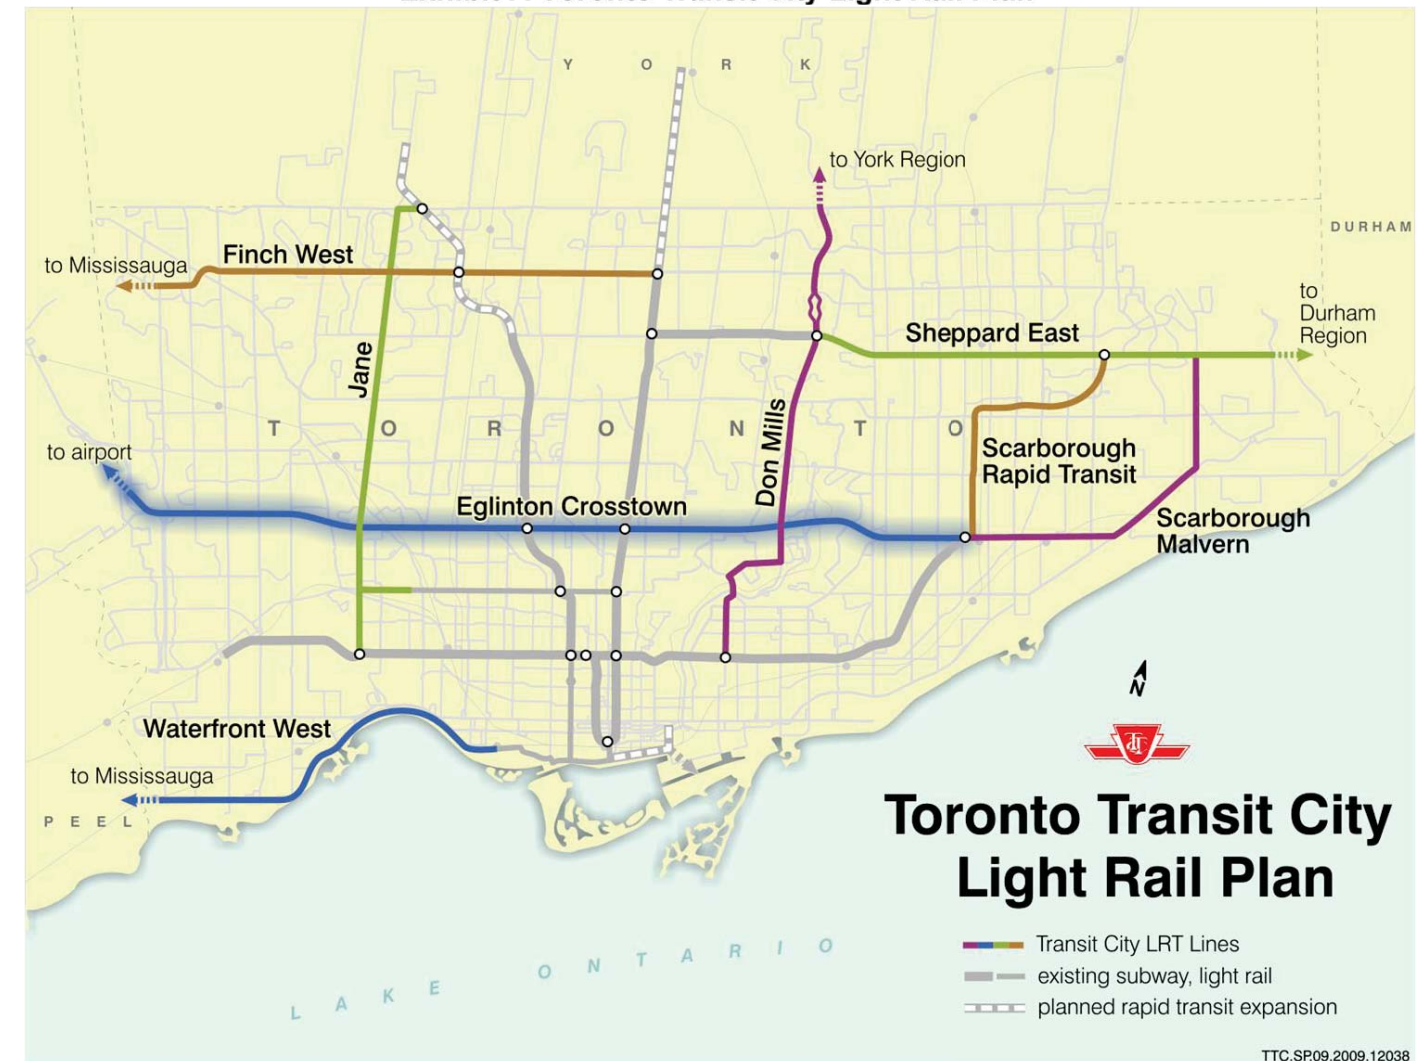 Y O R K
to York Region
DURHAM
Finch West
to Mississauga
to
Durham
Region
Sheppard East
Jane
Don Mills
T O R O N T O
to airport
Scarborough
Rapid Transit
Eglinton Crosstown
Scarborough
Malvern
N
Waterfront West
to Mississauga
PEEL
Toronto Transit City
Light Rail Plan
Transit City LRT Lines
existing subway, light rail
planned rapid transit expansion
LAKE ONTARIO
TTC.SP.09.2009.12038